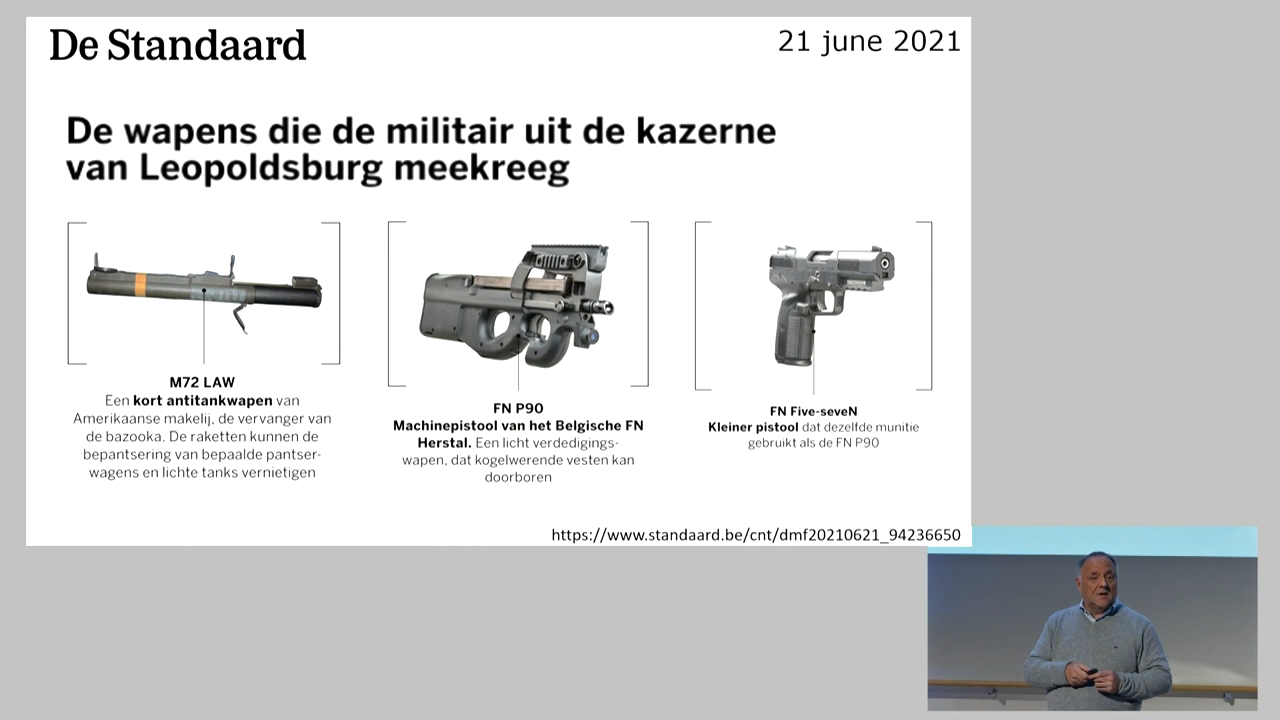 De Standaard
21 june 2021
De wapens die de militair uit de kazerne
van Leopoldsburg meekreeg
M72 LAW
Een kort antitankwapen van
Amerikaanse makelij, de vervanger van
de bazooka. De raketten kunnen de
bepantsering van bepaalde pantser-
wagens en lichte tanks vernietigen
FN P90
Machinepistool van het Belgische FN
Herstal. Een licht verdedigings-
wapen, dat kogelwerende vesten kan
doorboren
FN Five-seveN
Kleiner pistool dat dezelfde munitie
gebruikt als de FN P90
https://www.standaard.be/cnt/dmf20210621_94236650